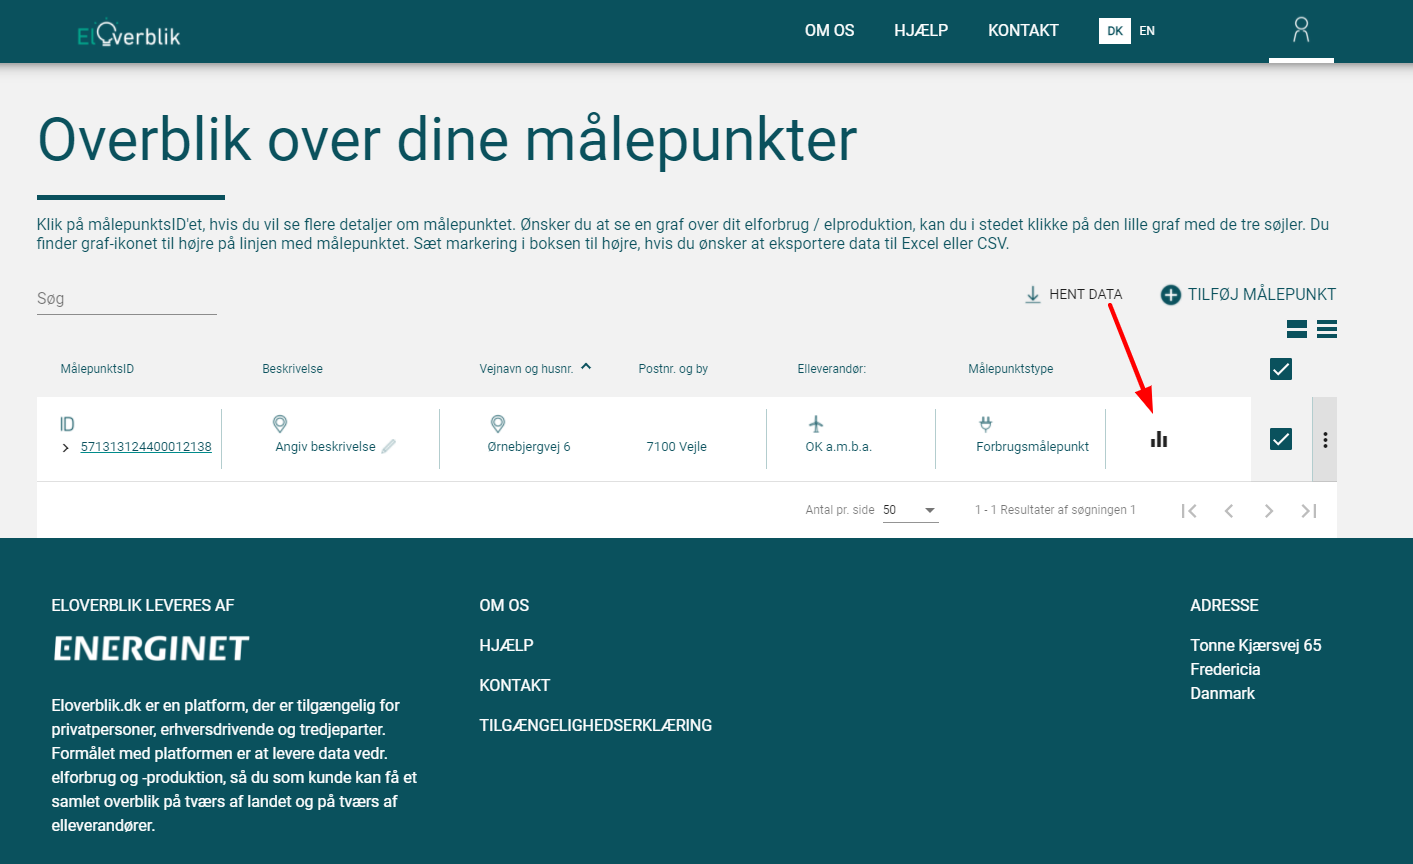 ElOverblik
OM OS
HJÆLP
KONTAKT
DK
EN
Overblik over dine målepunkter
Klik på målepunktsID'et, hvis du vil se flere detaljer om målepunktet. Ønsker du at se en graf over dit elforbrug / elproduktion, kan du i stedet klikke på den lille graf med de tre søjler. Du
finder graf-ikonet til højre på linjen med målepunktet. Sæt markering i boksen til højre, hvis du ønsker at eksportere data til Excel eller CSV.
Søg
HENT DATA
TILFØJ MÅLEPUNKT
MålepunktsID
Beskrivelse
Vejnavn og husnr.
Postnr. og by
Elleverandør:
Målepunktstype
ID
571313124400012138
Angiv beskrivelse
Ørnebjergvej 6
7100 Vejle
OK a.m.b.a.
Forbrugsmålepunkt
Antal pr. side
50
1 - 1 Resultater af søgningen 1
ELOVERBLIK LEVERES AF
ENERGINET
Eloverblik.dk er en platform, der er tilgængelig for
privatpersoner, erhversdrivende og tredjeparter.
Formålet med platformen er at levere data vedr.
elforbrug og -produktion, så du som kunde kan få et
samlet overblik på tværs af landet og på tværs af
elleverandører.
OM OS
HJÆLP
KONTAKT
TILGÆNGELIGHEDSERKLÆRING
ADRESSE
Tonne Kjærsvej 65
Fredericia
Danmark